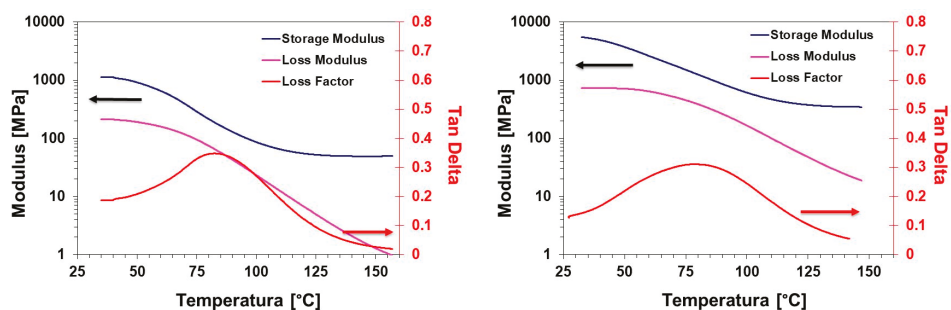 10000
1000
100
10
1
Modulus [MPa]
Storage Modulus
Loss Modulus
Loss Factor
0.8
0.7
0.6
0.5
0.4
0.3
0.2
0.1
0
Tan Delta
25 50 75 100 125 150
Temperatura [°C]
10000
1000
100
10
1
Modulus [MPa]
Storage Modulus
Loss Modulus
Loss Factor
0.8
0.7
0.6
0.5
0.4
0.3
0.2
0.1
0
Tan Delta
25 50 75 100 125 150
Temperatura [°C]